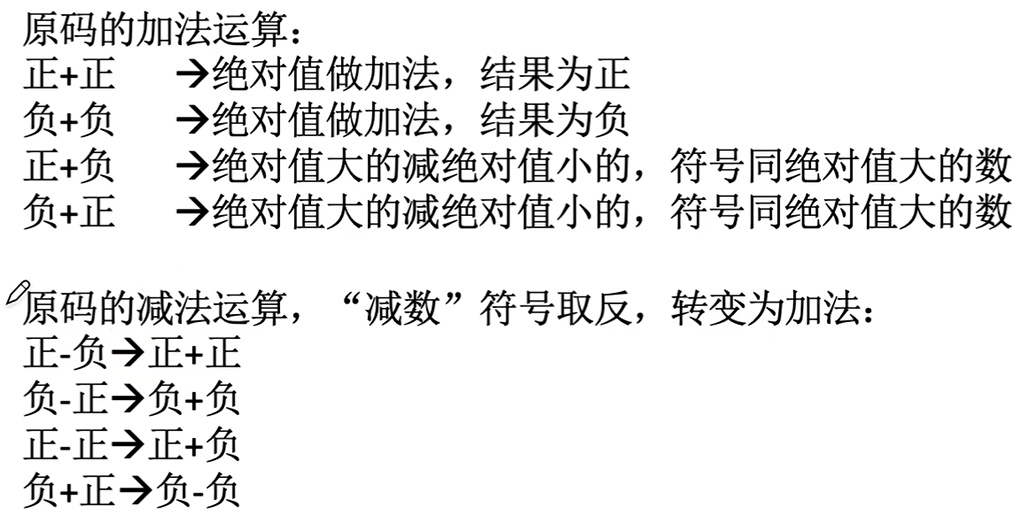 原码的加法运算：
正+正 →绝对值做加法，结果为正
负+负 →绝对值做加法，结果为负
正+负 →绝对值大的减绝对值小的，符号同绝对值大的数
负+正 →绝对值大的减绝对值小的，符号同绝对值大的数
原码的减法运算，“减数”符号取反，转变为加法：
正-负→正+正
负-正→负+负
正-正→正+负
负+正→负-负